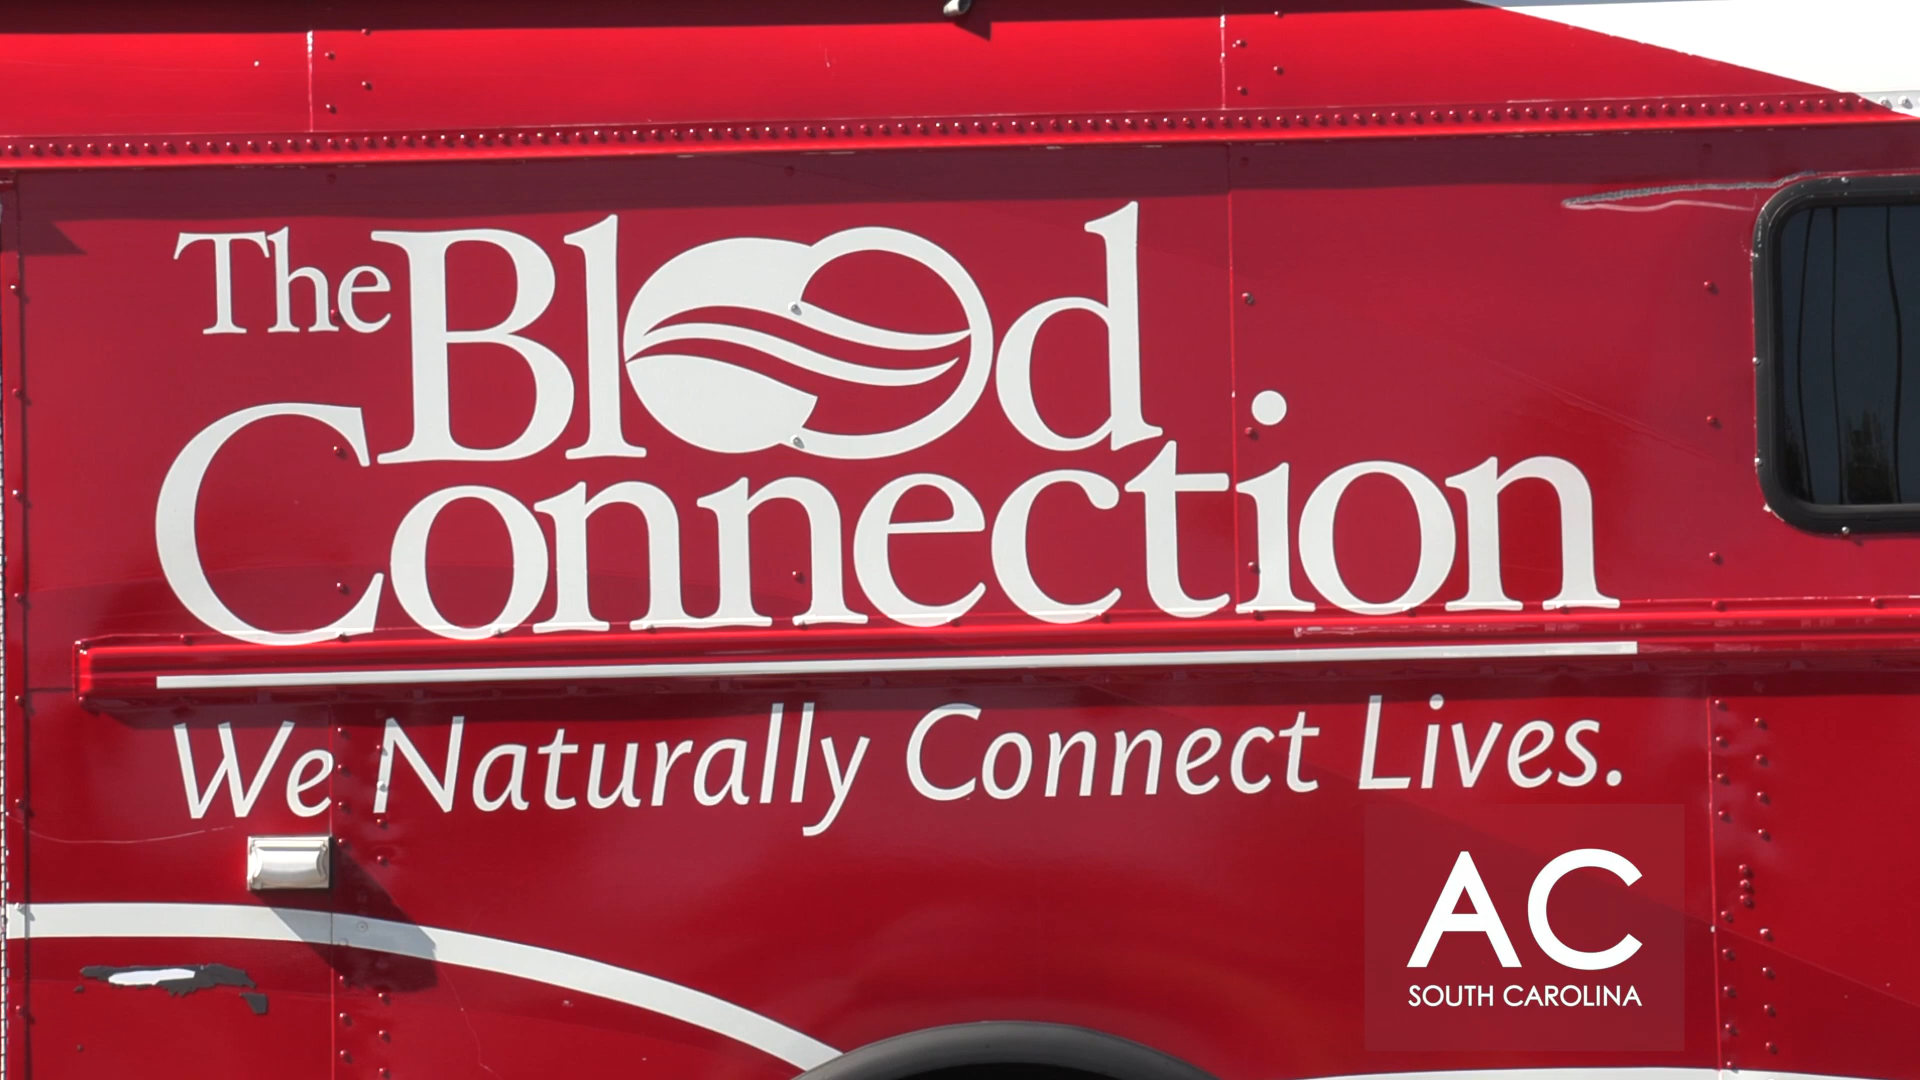 The Blood
Connection
We Naturally Connect Lives.
AC
SOUTH CAROLINA